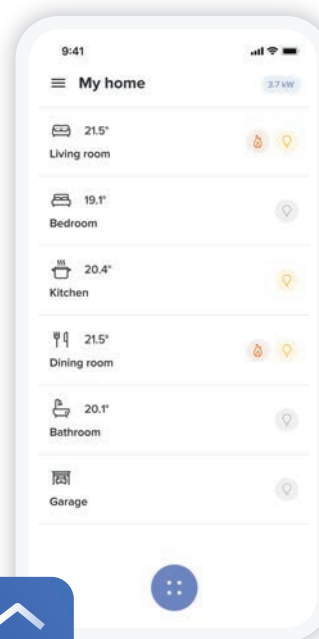 9:41
My home
3.7 kW
21.5°
Living room
19.1°
Bedroom
20.4°
Kitchen
21.5°
Dining room
20.1°
Bathroom
Garage